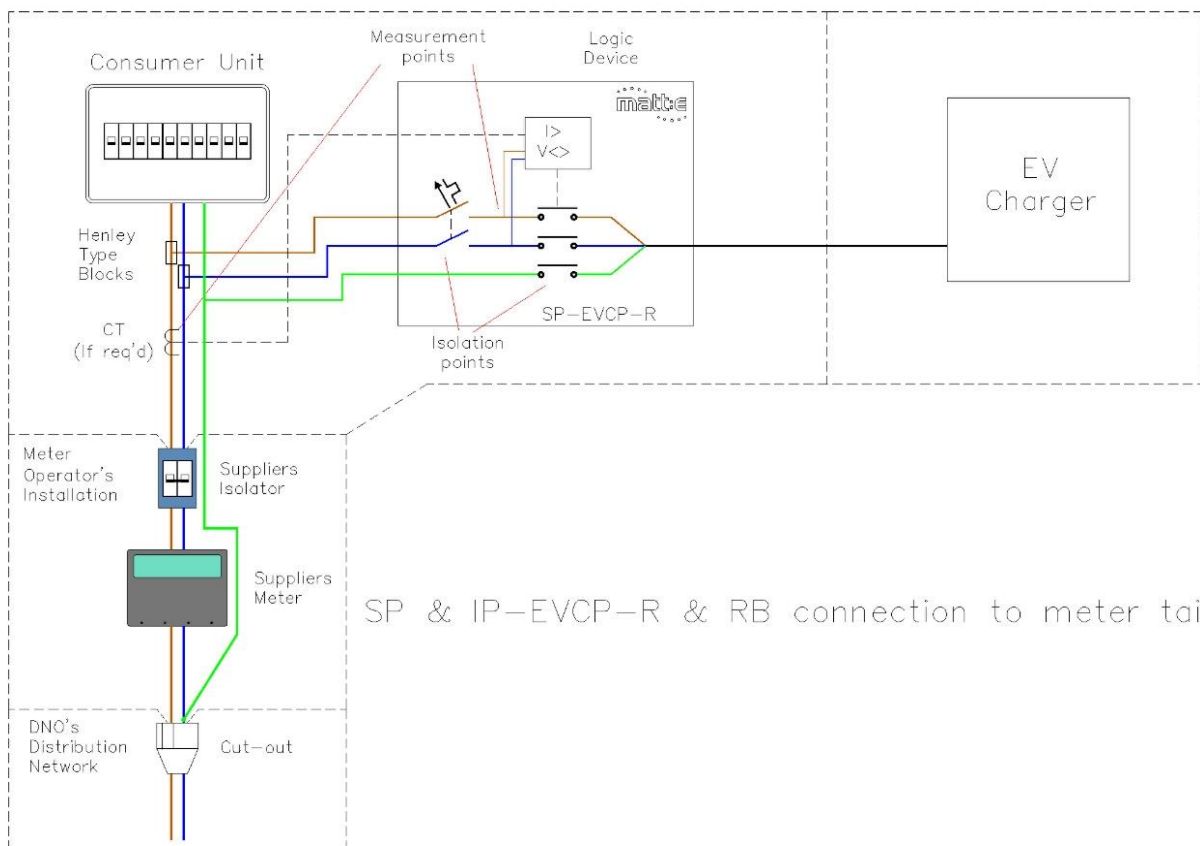 Measurement
points
Logic
Device
Consumer Unit
matt:e
I>
V<>
EV
Charger
Henley
Type
Blocks
SP-EVCP-R
CT
(If req'd)
Isolation
points
Meter
Operator's
Installation
Suppliers
Isolator
Suppliers
Meter
SP & IP-EVCP-R & RB connection to meter tai
DNO's
Distribution
Network
Cut-out